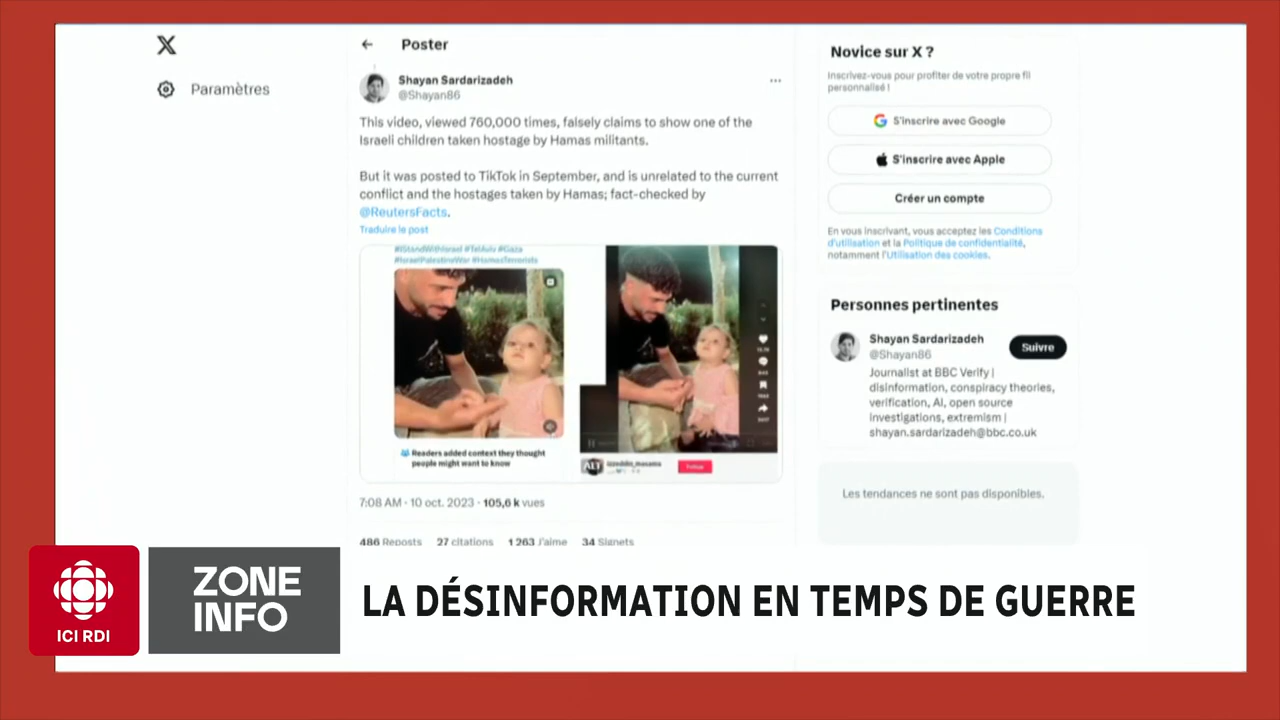 Poster
Paramètres
Shayan Sardarizadeh
@Shayan86
This video, viewed 760,000 times, falsely claims to show one of the
Israeli children taken hostage by Hamas militants.
But it was posted to TikTok in September, and is unrelated to the current
conflict and the hostages taken by Hamas; fact-checked by
@ReutersFacts.
Traduire le post
#IStandWithIsrael #TelAviv #Gaza
#IsraelPalestineWar #HamasTerrorists
Readers added context they thought
people might want to know
ALT
Follow
7:08 AM · 10 oct. 2023 · 105,6 k vues
486 Reposts 27 citations 1 263 J'aime 34 Signets
Novice sur X ?
Inscrivez-vous pour profiter de votre propre fil
personnalisé !
S'inscrire avec Google
S'inscrire avec Apple
Créer un compte
En vous inscrivant, vous acceptez les Conditions
d'utilisation et la Politique de confidentialité,
notamment l'Utilisation des cookies.
Personnes pertinentes
Shayan Sardarizadeh
@Shayan86
Suivre
Journalist at BBC Verify |
disinformation, conspiracy theories,
verification, AI, open source
investigations, extremism |
shayan.sardarizadeh@bbc.co.uk
Les tendances ne sont pas disponibles.
ICI RDI
ZONE
INFO
LA DÉSINFORMATION EN TEMPS DE GUERRE